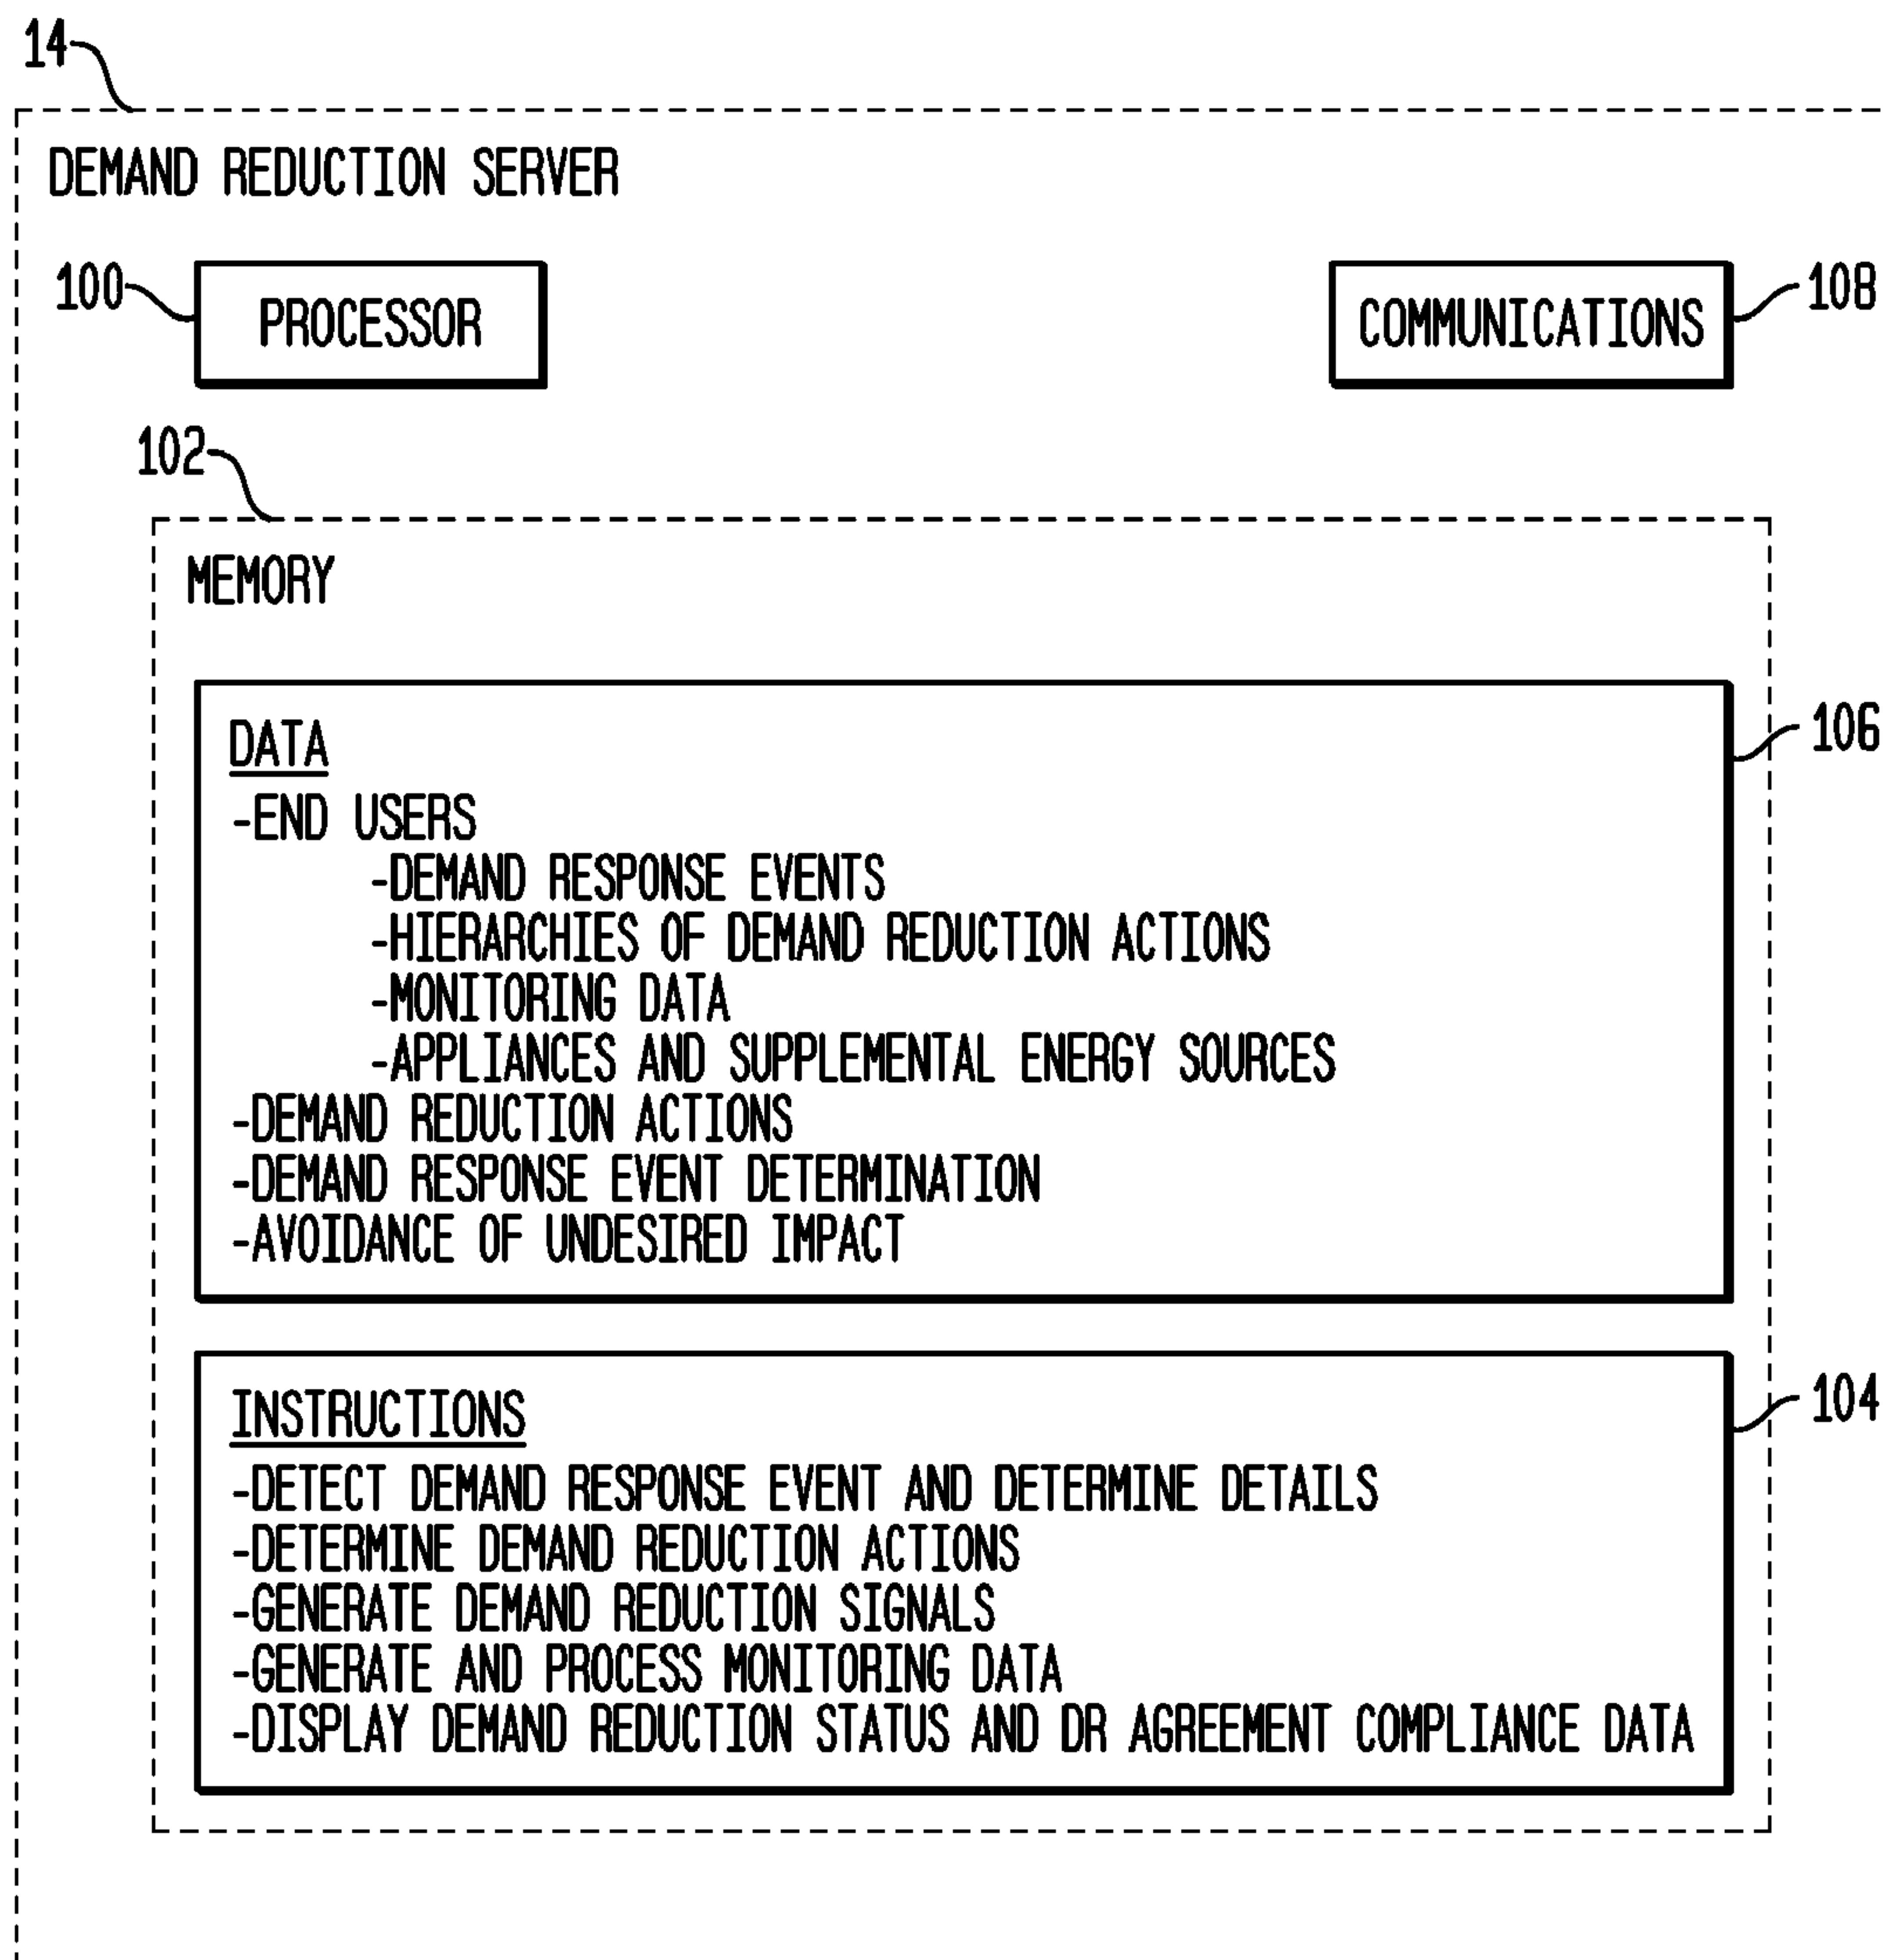 14
DEMAND REDUCTION SERVER
100
PROCESSOR
COMMUNICATIONS
108
102
MEMORY
106
DATA
-END USERS
-DEMAND RESPONSE EVENTS
-HIERARCHIES OF DEMAND REDUCTION ACTIONS
-MONITORING DATA
-APPLIANCES AND SUPPLEMENTAL ENERGY SOURCES
-DEMAND REDUCTION ACTIONS
-DEMAND RESPONSE EVENT DETERMINATION
-AVOIDANCE OF UNDESIRED IMPACT
104
INSTRUCTIONS
-DETECT DEMAND RESPONSE EVENT AND DETERMINE DETAILS
-DETERMINE DEMAND REDUCTION ACTIONS
-GENERATE DEMAND REDUCTION SIGNALS
-GENERATE AND PROCESS MONITORING DATA
-DISPLAY DEMAND REDUCTION STATUS AND DR AGREEMENT COMPLIANCE DATA